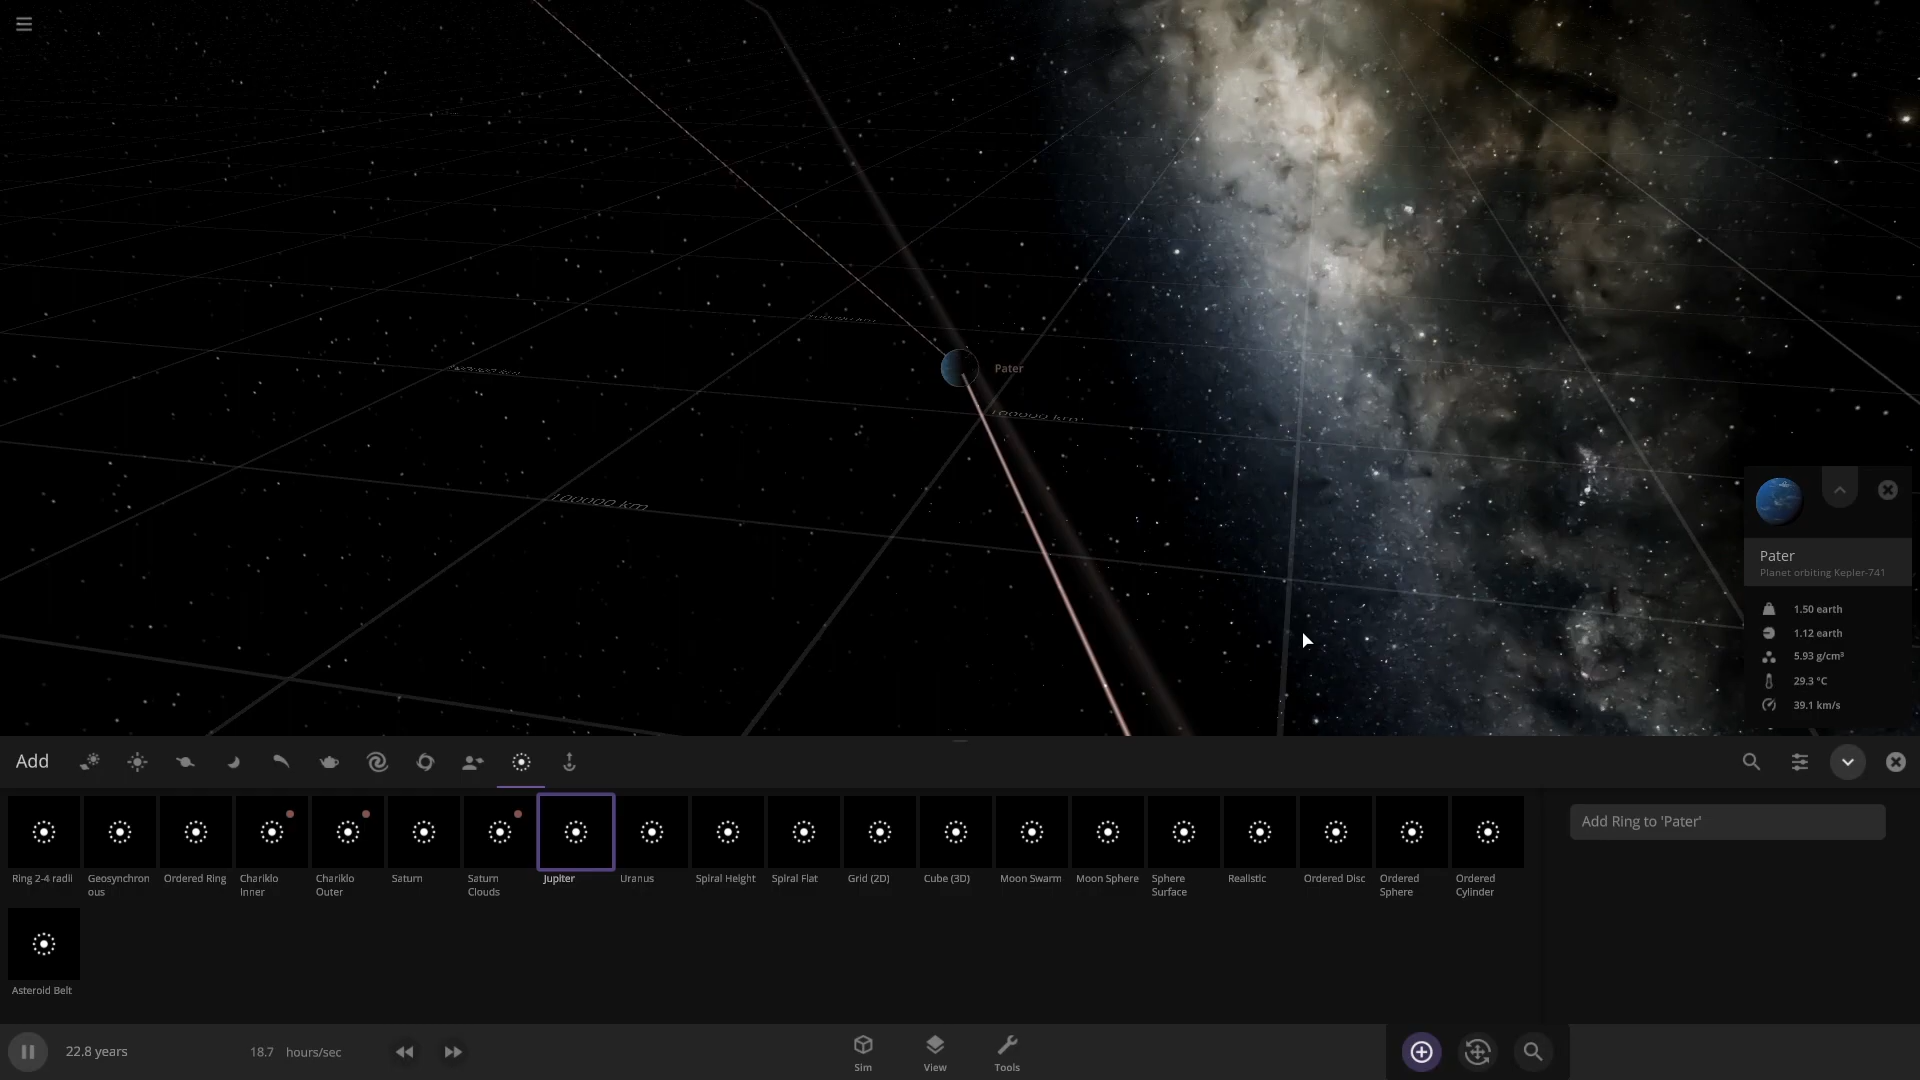 Pater
100000 km
100000 km
Pater
Planet orbiting Kepler-741
1.50 earth
1.12 earth
5.93 g/cm³
29.3 °C
39.1 km/s
Add
Ring 2-4 radii
Geosynchron
ous
Ordered Ring
Chariklo
Inner
Chariklo
Outer
Saturn
Saturn
Clouds
Jupiter
Uranus
Spiral Height
Spiral Flat
Grid (2D)
Cube (3D)
Moon Swarm
Moon Sphere
Sphere
Surface
Realistic
Ordered Disc
Ordered
Sphere
Ordered
Cylinder
Add Ring to 'Pater'
Asteroid Belt
22.8 years
18.7 hours/sec
Sim
View
Tools